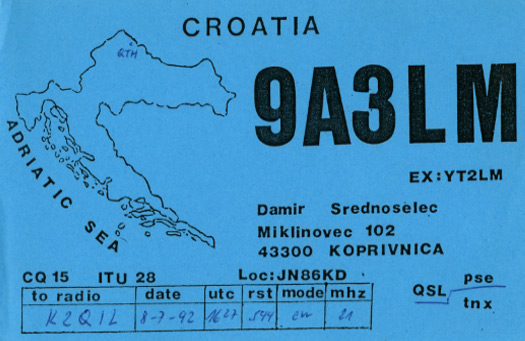 CROATIA
QTH
9A3LM
ADRIATIC SEA
EX:YT2LM
Damir Srednoselec
Miklinovec 102
43300 KOPRIVNICA
CQ 15 ITU 28 Loc:JN86KD
to radio date utc rst mode mhz
K2QIL 8-7-92 1627 599 cw 21
QSL pse
tnx